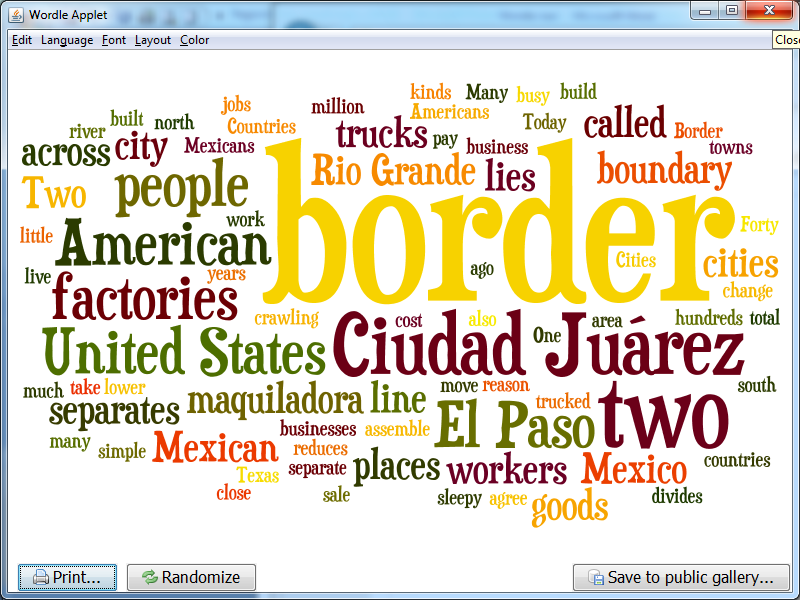 Wordle Applet
Edit Language Font Layout Color
Close
kinds Many busy build
jobs million Americans
river built north Countries trucks pay Today called Border
across city Mexicans business towns
Two people Rio Grande lies boundary
border
little American work Forty
live years ago Cities cities
factories change
crawling cost also One area hundreds total
United States Ciudad Juárez
much take lower move reason south
separates maquiladora line trucked two
many simple Mexican businesses assemble El Paso
reduces countries
Texas separate places workers Mexico
close sale sleepy agree goods divides
Print... Randomize Save to public gallery...